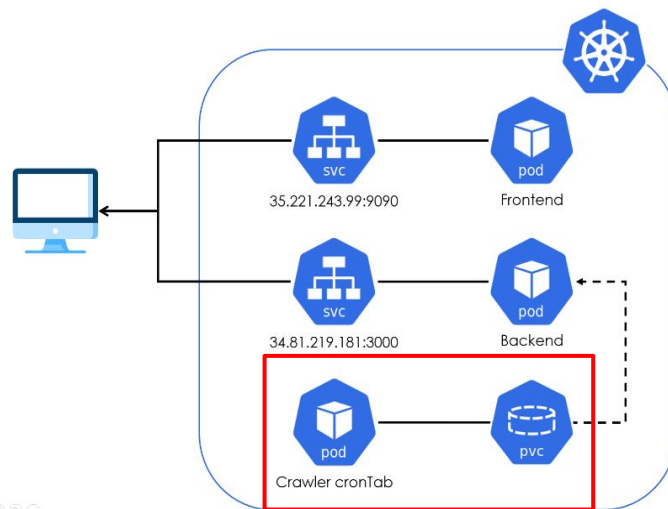 svc
pod
35.221.243.99:9090
Frontend
svc
pod
34.81.219.181:3000
Backend
pod
pvc
Crawler cronTab